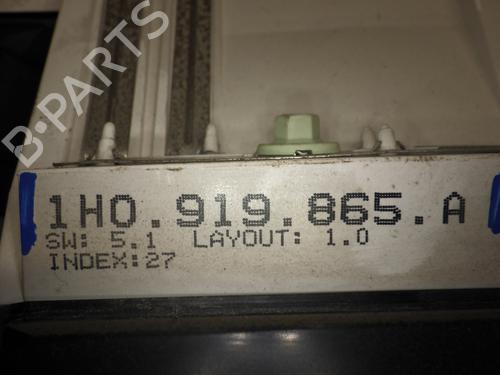 B-PARTS
1H0.919.865.A
SW: 5.1 LAYOUT: 1.0
INDEX:27